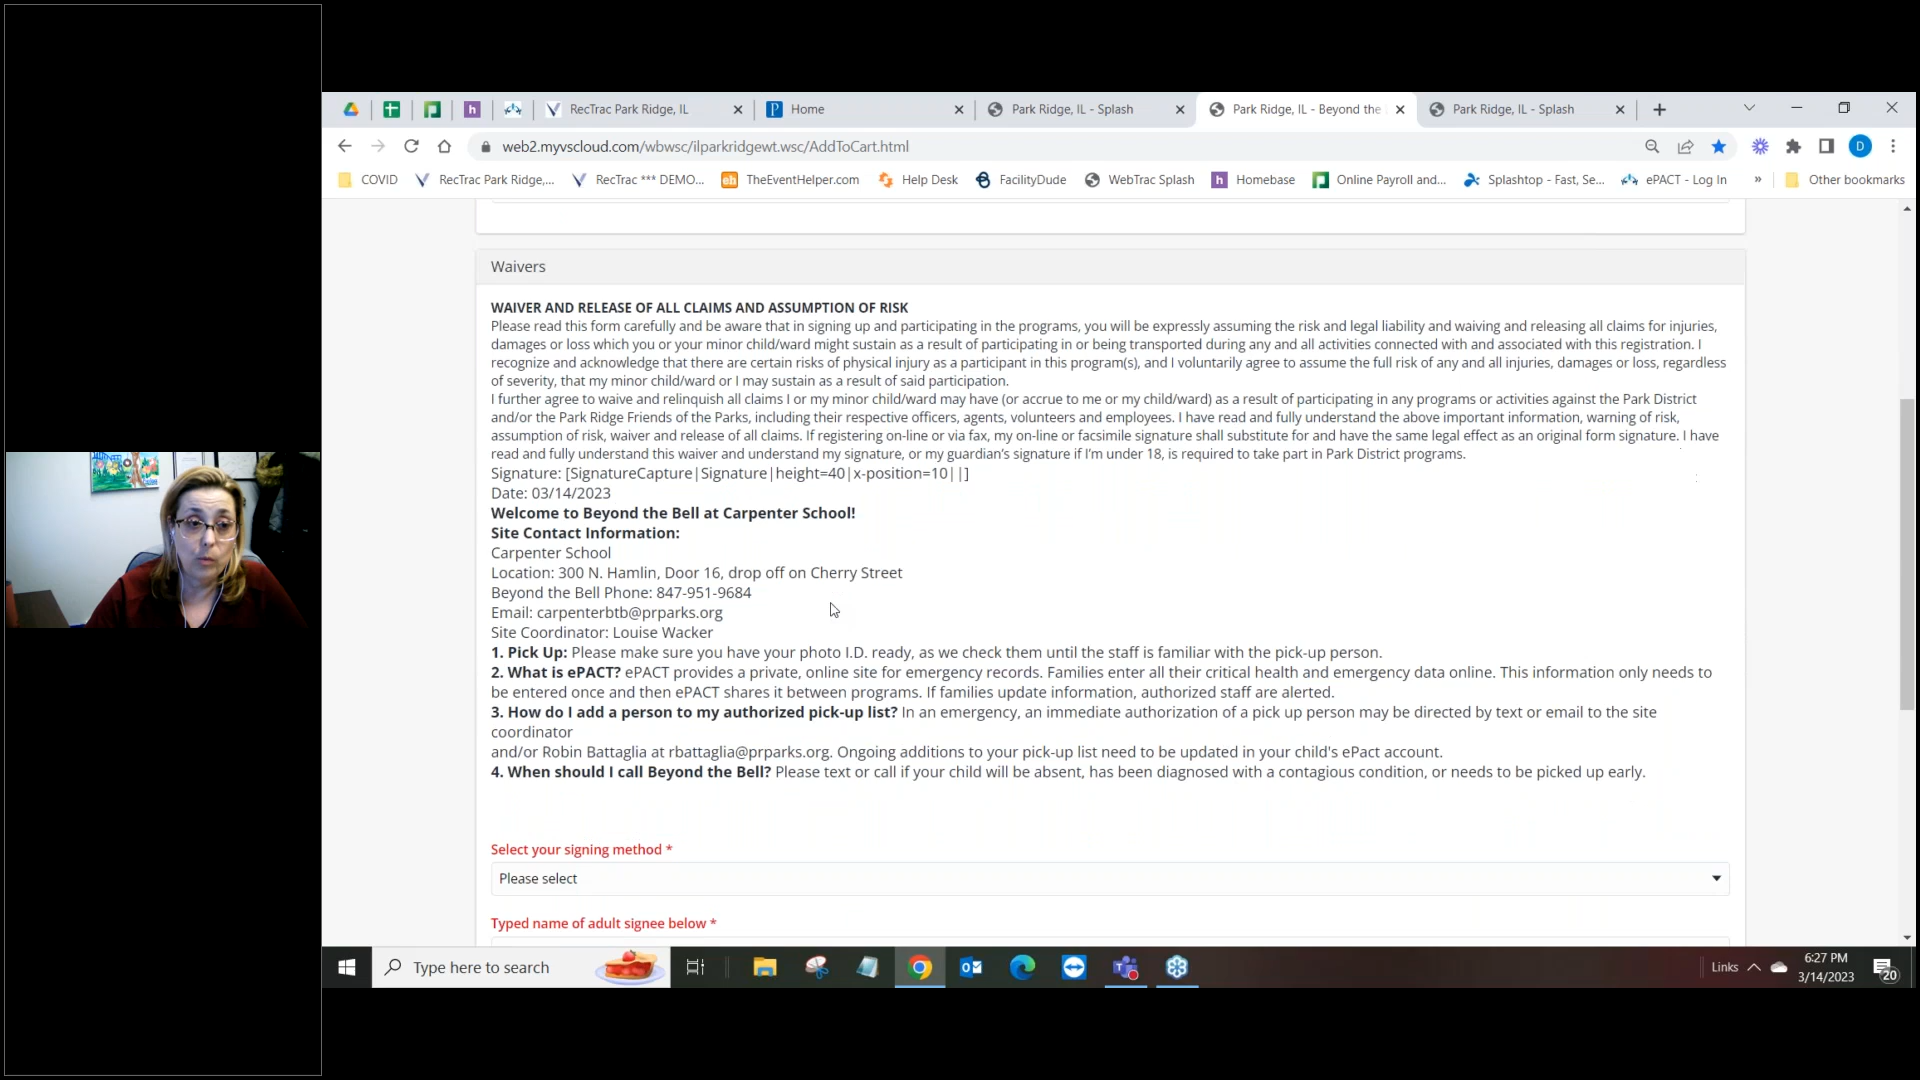 RecTrac Park Ridge, IL
Home
Park Ridge, IL - Splash
Park Ridge, IL - Beyond the
Park Ridge, IL - Splash
web2.myvscloud.com/wbwsc/ilparkridgewt.wsc/AddToCart.html
D
COVID
RecTrac Park Ridge,...
RecTrac *** DEMO...
TheEventHelper.com
Help Desk
FacilityDude
WebTrac Splash
Homebase
Online Payroll and...
Splashtop - Fast, Se...
ePACT - Log In
»
Other bookmarks
Waivers
WAIVER AND RELEASE OF ALL CLAIMS AND ASSUMPTION OF RISK
Please read this form carefully and be aware that in signing up and participating in the programs, you will be expressly assuming the risk and legal liability and waiving and releasing all claims for injuries,
damages or loss which you or your minor child/ward might sustain as a result of participating in or being transported during any and all activities connected with and associated with this registration. I
recognize and acknowledge that there are certain risks of physical injury as a participant in this program(s), and I voluntarily agree to assume the full risk of any and all injuries, damages or loss, regardless
of severity, that my minor child/ward or I may sustain as a result of said participation.
I further agree to waive and relinquish all claims I or my minor child/ward may have (or accrue to me or my child/ward) as a result of participating in any programs or activities against the Park District
and/or the Park Ridge Friends of the Parks, including their respective officers, agents, volunteers and employees. I have read and fully understand the above important information, warning of risk,
assumption of risk, waiver and release of all claims. If registering on-line or via fax, my on-line or facsimile signature shall substitute for and have the same legal effect as an original form signature. I have
read and fully understand this waiver and understand my signature, or my guardian's signature if I'm under 18, is required to take part in Park District programs.
Signature: [SignatureCapture|Signature|height=40|x-position=10||]
Date: 03/14/2023
Welcome to Beyond the Bell at Carpenter School!
Site Contact Information:
Carpenter School
Location: 300 N. Hamlin, Door 16, drop off on Cherry Street
Beyond the Bell Phone: 847-951-9684
Email: carpenterbtb@prparks.org
Site Coordinator: Louise Wacker
1. Pick Up: Please make sure you have your photo I.D. ready, as we check them until the staff is familiar with the pick-up person.
2. What is ePACT? ePACT provides a private, online site for emergency records. Families enter all their critical health and emergency data online. This information only needs to
be entered once and then ePACT shares it between programs. If families update information, authorized staff are alerted.
3. How do I add a person to my authorized pick-up list? In an emergency, an immediate authorization of a pick up person may be directed by text or email to the site
coordinator
and/or Robin Battaglia at rbattaglia@prparks.org. Ongoing additions to your pick-up list need to be updated in your child's ePact account.
4. When should I call Beyond the Bell? Please text or call if your child will be absent, has been diagnosed with a contagious condition, or needs to be picked up early.
Select your signing method *
Please select
Typed name of adult signee below *
Type here to search
Links
6:27 PM
3/14/2023
20